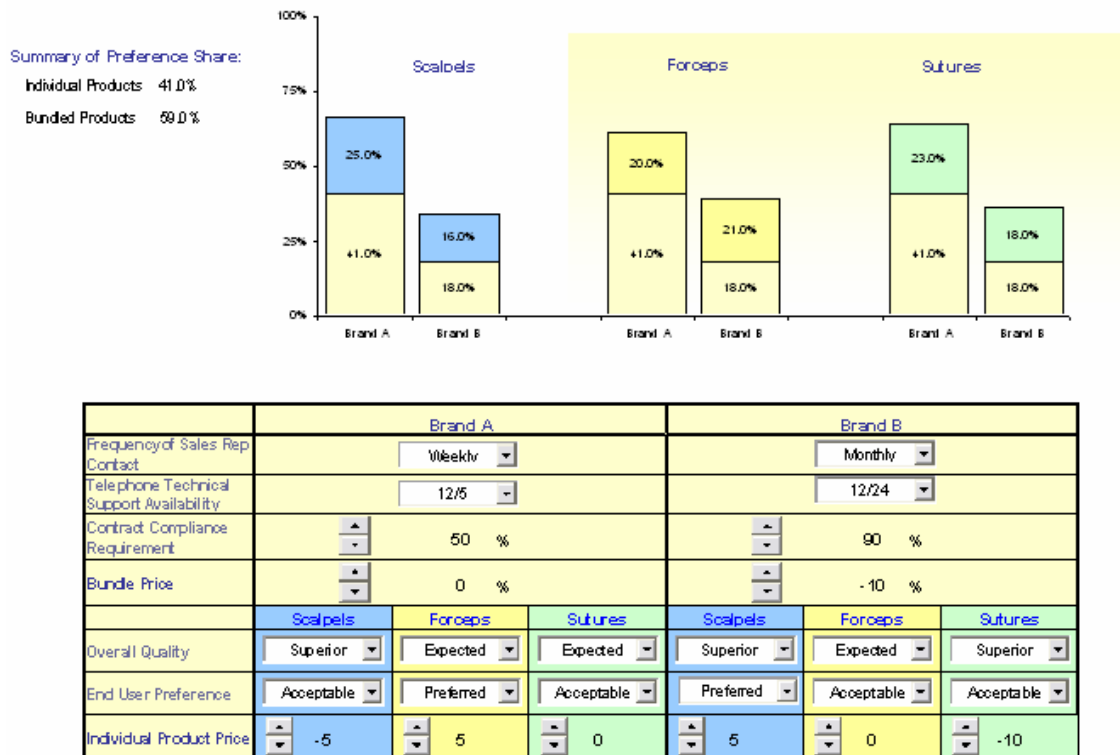 100%
Summary of Preference Share:
Scalpels
Forceps
Sutures
Individual Products 41.0%
75%
Bundled Products 59.0%
50%
25.0%
20.0%
23.0%
25%
16.0%
21.0%
18.0%
41.0%
41.0%
41.0%
18.0%
18.0%
18.0%
0%
Brand A
Brand B
Brand A
Brand B
Brand A
Brand B
Brand A
Brand B
Frequency of Sales Rep
Contact
Weekly
Monthly
Telephone Technical
Support Availability
12/5
12/24
Contract Compliance
Requirement
50 %
90 %
Bundle Price
0 %
-10 %
Scalpels
Forceps
Sutures
Scalpels
Forceps
Sutures
Overall Quality
Superior
Expected
Expected
Superior
Expected
Superior
End User Preference
Acceptable
Preferred
Acceptable
Preferred
Acceptable
Acceptable
Individual Product Price
-5
5
0
5
0
-10